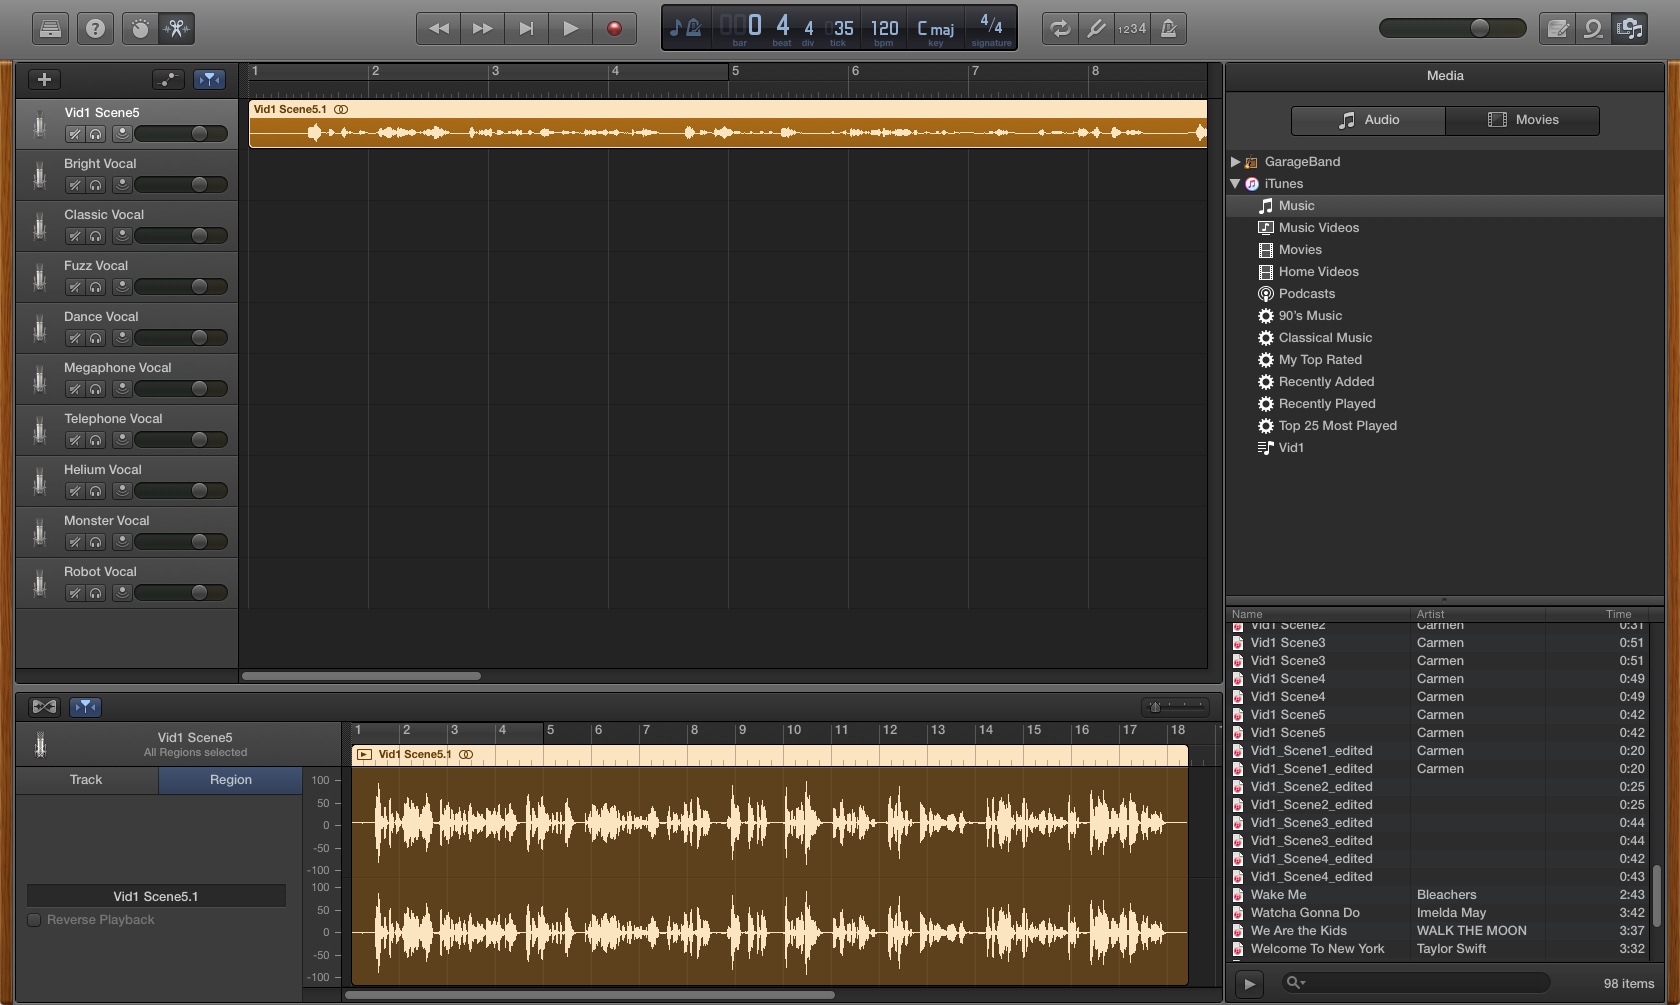 ? 1234
0 4 4 35 120 C maj 4/4
bar beat div tick bpm key signature
1 2 3 4 5 6 7 8
Vid1 Scene5
Vid1 Scene5.1
Bright Vocal
Classic Vocal
Fuzz Vocal
Dance Vocal
Megaphone Vocal
Telephone Vocal
Helium Vocal
Monster Vocal
Robot Vocal
Media
Audio Movies
GarageBand
iTunes
Music
Music Videos
Movies
Home Videos
Podcasts
90's Music
Classical Music
My Top Rated
Recently Added
Recently Played
Top 25 Most Played
Vid1
Name Artist Time
Vid1 Scene2 Carmen 0:31
Vid1 Scene3 Carmen 0:51
Vid1 Scene3 Carmen 0:51
Vid1 Scene4 Carmen 0:49
Vid1 Scene4 Carmen 0:49
Vid1 Scene5 Carmen 0:42
Vid1 Scene5 Carmen 0:42
Vid1_Scene1_edited Carmen 0:20
Vid1_Scene1_edited Carmen 0:20
Vid1_Scene2_edited 0:25
Vid1_Scene2_edited 0:25
Vid1_Scene3_edited 0:44
Vid1_Scene3_edited 0:44
Vid1_Scene4_edited 0:42
Vid1_Scene4_edited 0:43
Wake Me Bleachers 2:43
Watcha Gonna Do Imelda May 3:42
We Are the Kids WALK THE MOON 3:37
Welcome To New York Taylor Swift 3:32
98 items
Vid1 Scene5
All Regions selected
Track Region
Vid1 Scene5.1
Reverse Playback
1 2 3 4 5 6 7 8 9 10 11 12 13 14 15 16 17 18
Vid1 Scene5.1
100
50
0
-50
-100
100
50
0
-50
-100